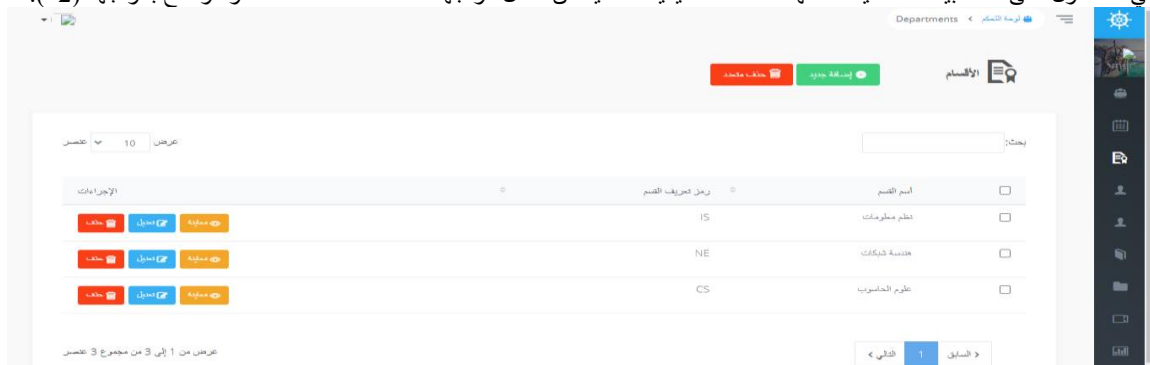 لوحة التحكم > Departments
الأقسام
إضافة جديد حذف متعدد
بحث:
عرض 10 عنصر
اسم القسم رمز تعريف القسم الإجراءات
نظم معلومات IS معاينة تعديل حذف
هندسة شبكات NE معاينة تعديل حذف
علوم الحاسوب CS معاينة تعديل حذف
السابق 1 التالي
عرض من 1 إلى 3 من مجموع 3 عنصر